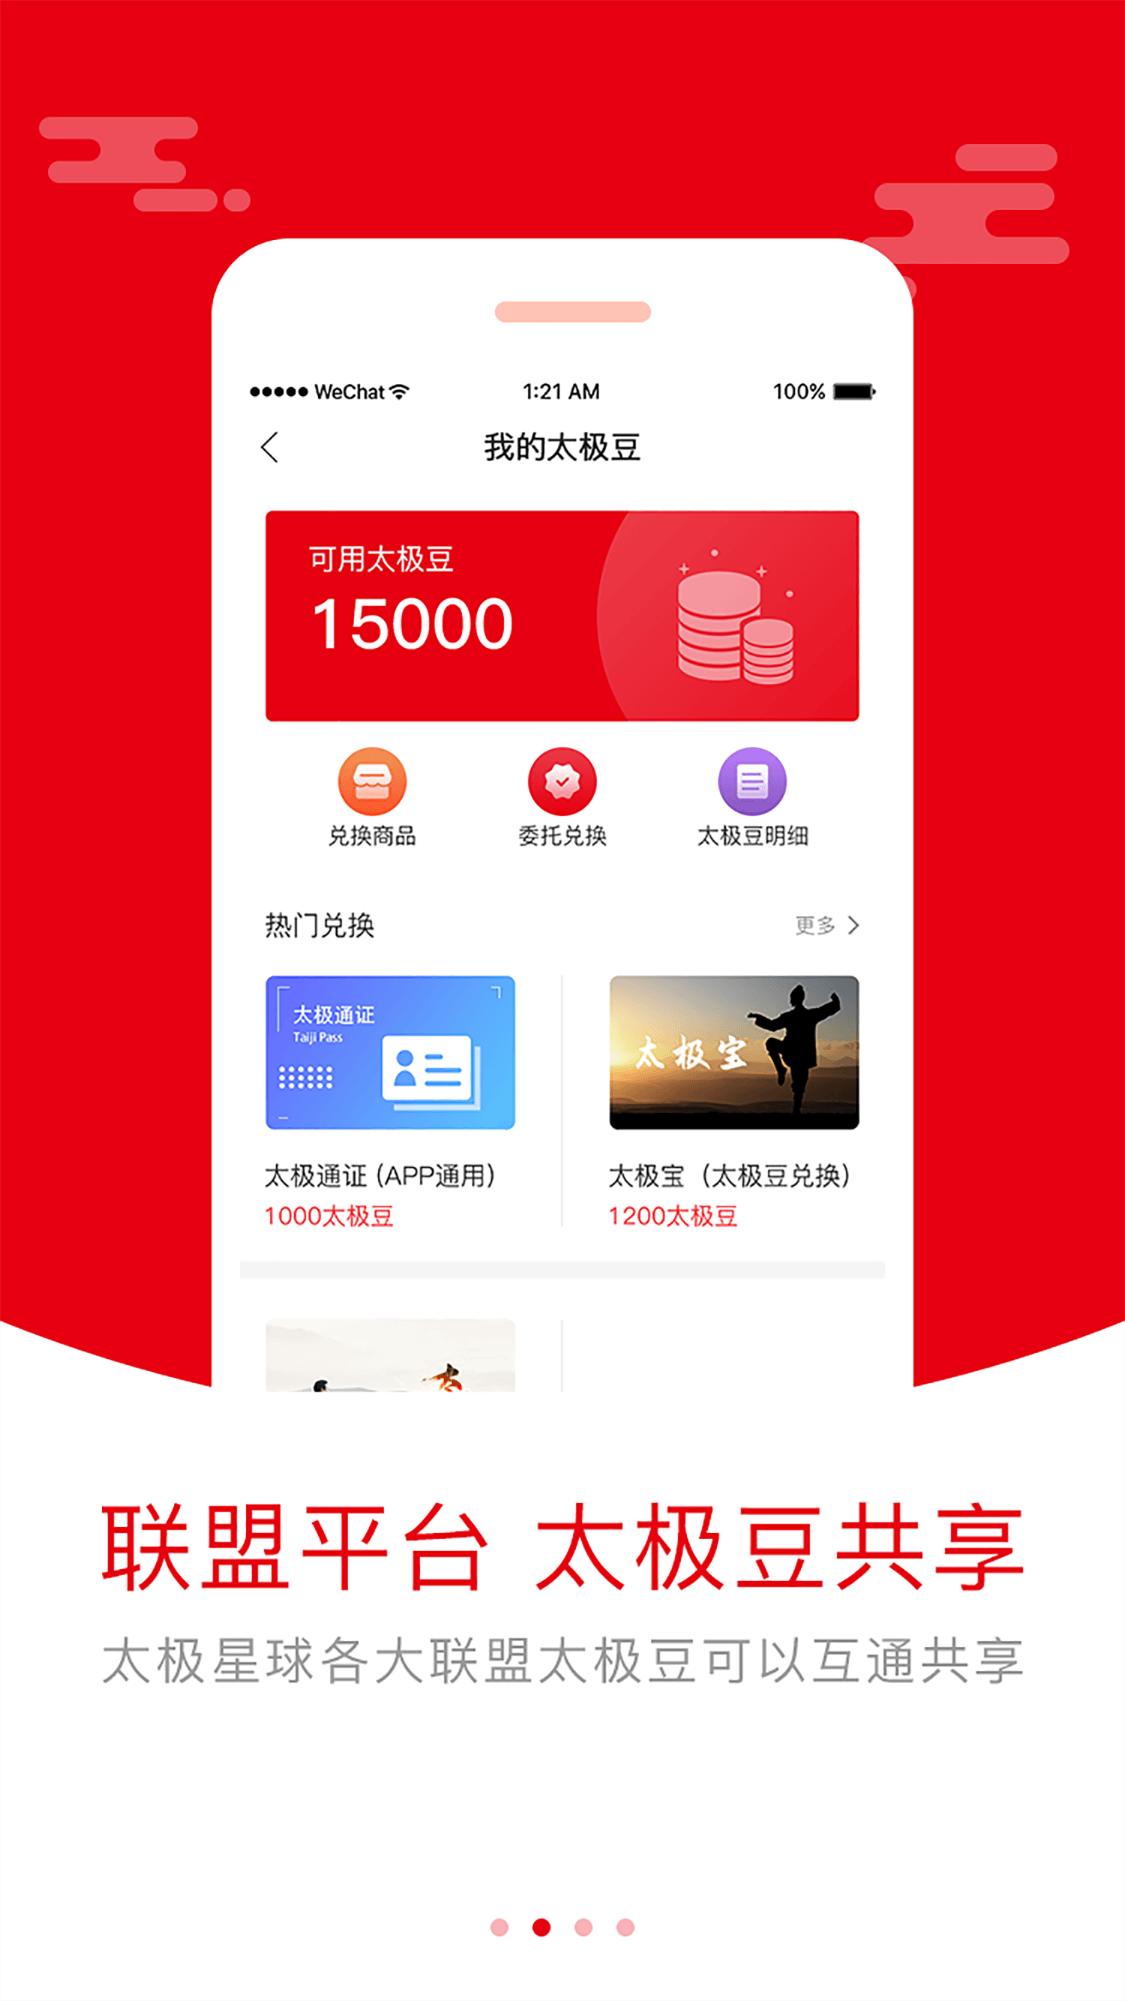 WeChat 1:21 AM 100%
我的太极豆
可用太极豆
15000
兑换商品 委托兑换 太极豆明细
热门兑换 更多
太极通证
Taiji Pass
太极宝
太极通证 (APP通用) 太极宝（太极豆兑换）
1000太极豆 1200太极豆
联盟平台 太极豆共享
太极星球各大联盟太极豆可以互通共享